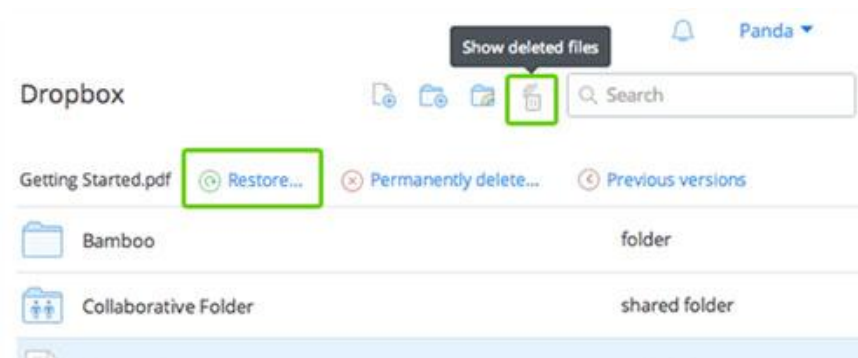 Panda
Show deleted files
Dropbox
Search
Getting Started.pdf Restore... Permanently delete... Previous versions
Bamboo folder
Collaborative Folder shared folder